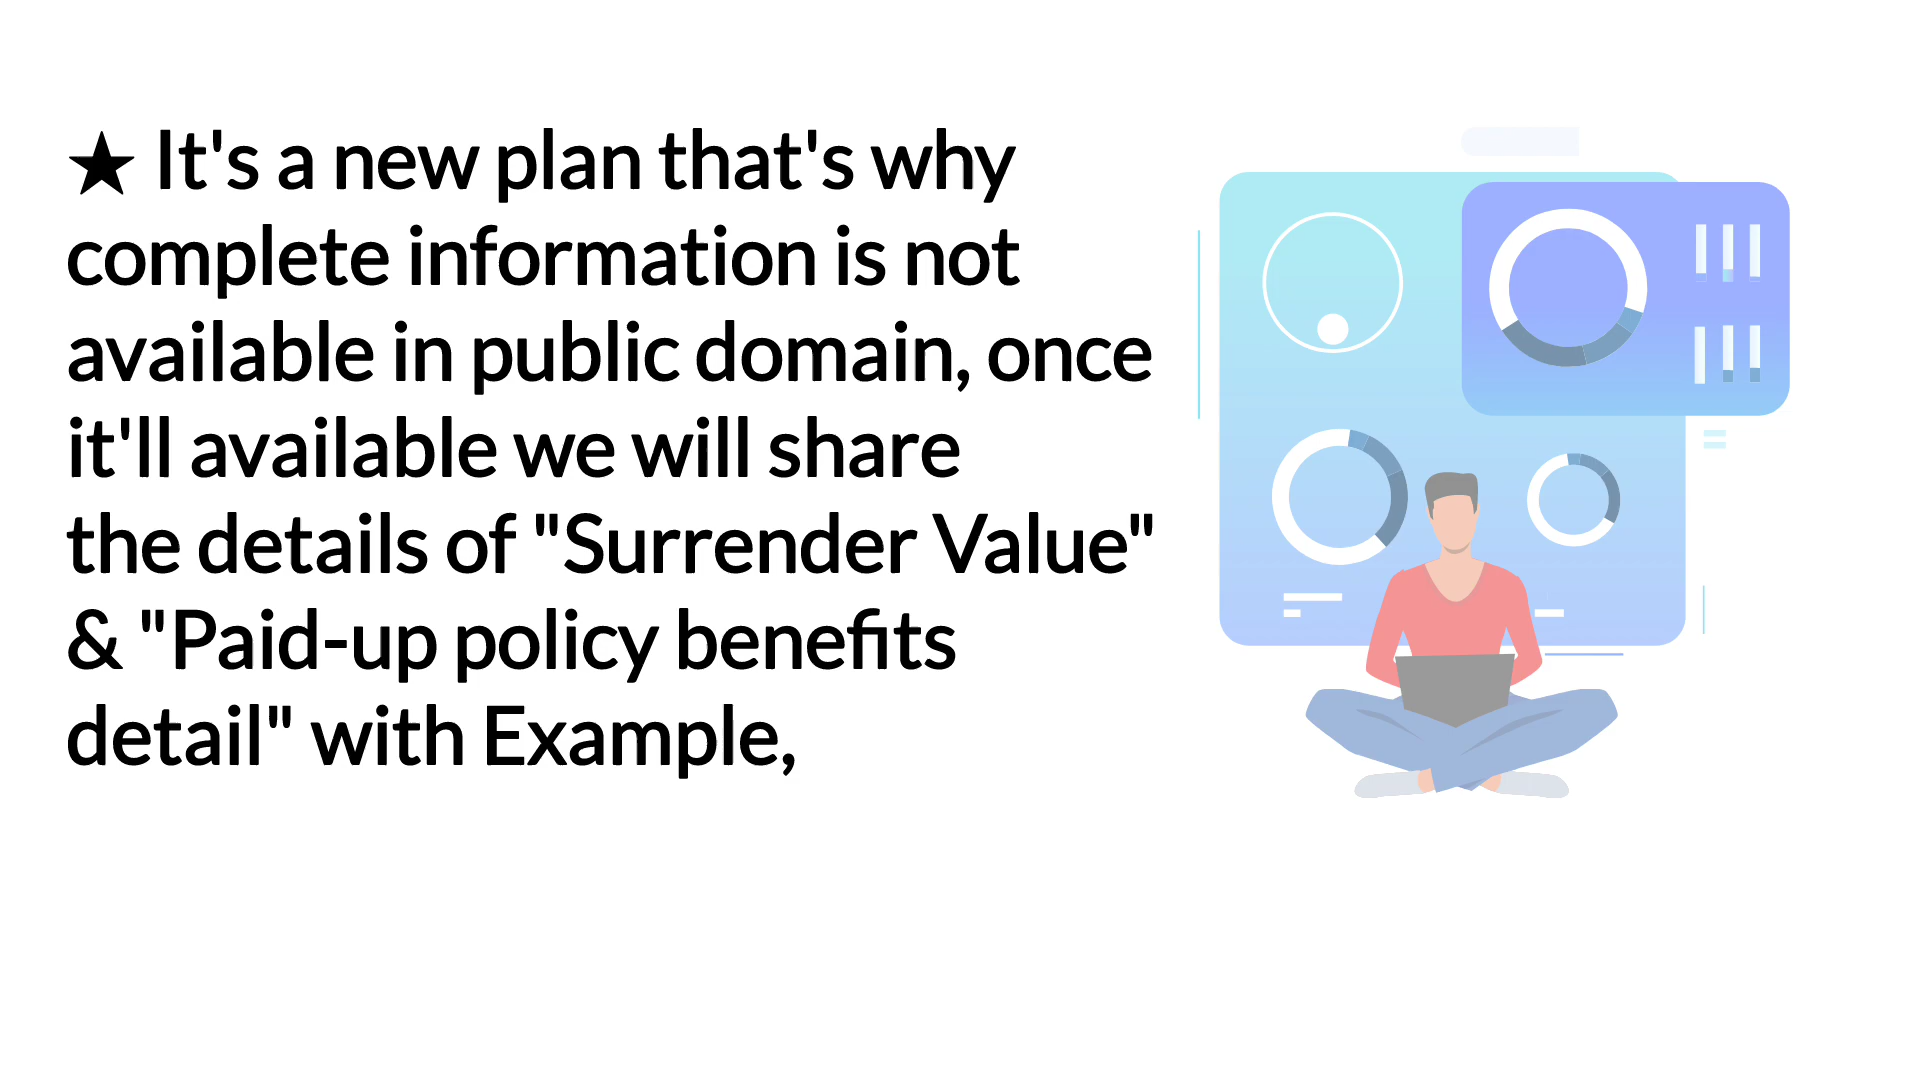 ★ It's a new plan that's why
complete information is not
available in public domain, once
it'll available we will share
the details of "Surrender Value"
& "Paid-up policy benefits
detail" with Example,